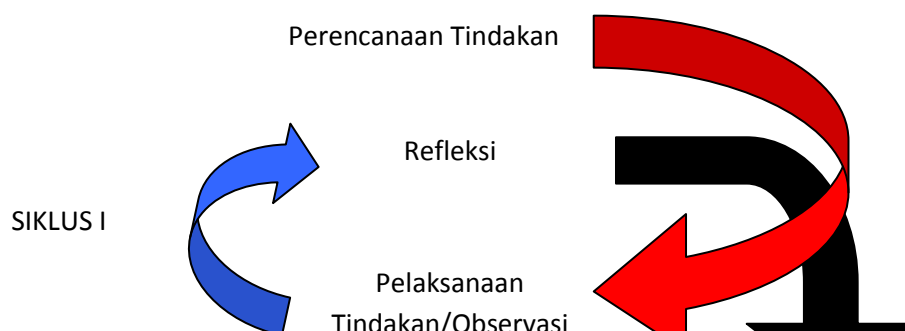 Perencanaan Tindakan
Refleksi
SIKLUS I
Pelaksanaan
Tindakan/Observasi